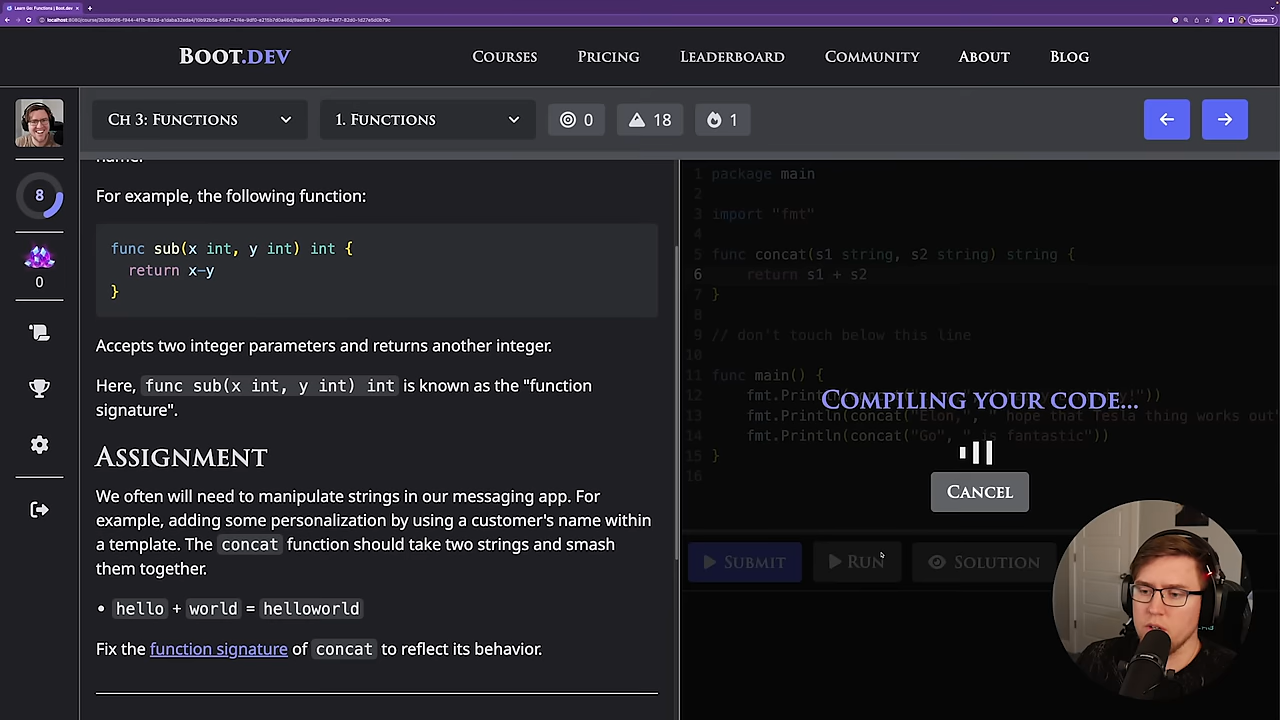 Learn Go: Functions | Boot.dev
Update
BOOT.DEV
COURSES
PRICING
LEADERBOARD
COMMUNITY
ABOUT
BLOG
CH 3: FUNCTIONS
1. FUNCTIONS
0
18
1
8
0
name.
For example, the following function:
func sub(x int, y int) int {
return x-y
}
Accepts two integer parameters and returns another integer.
Here, func sub(x int, y int) int is known as the "function
signature".
ASSIGNMENT
We often will need to manipulate strings in our messaging app. For
example, adding some personalization by using a customer's name within
a template. The concat function should take two strings and smash
them together.
• hello + world = helloworld
Fix the function signature of concat to reflect its behavior.
1 package main
2
3 import "fmt"
4
5 func concat(s1 string, s2 string) string {
6 return s1 + s2
7 }
8
9 // don't touch below this line
10
11 func main() {
12 fmt.Println(concat(
13 fmt.Println(concat("Elon,", " hope that Tesla thing works out
14 fmt.Println(concat("Go", " is fantastic"))
15 }
16
COMPILING YOUR CODE...
CANCEL
SUBMIT
RUN
SOLUTION